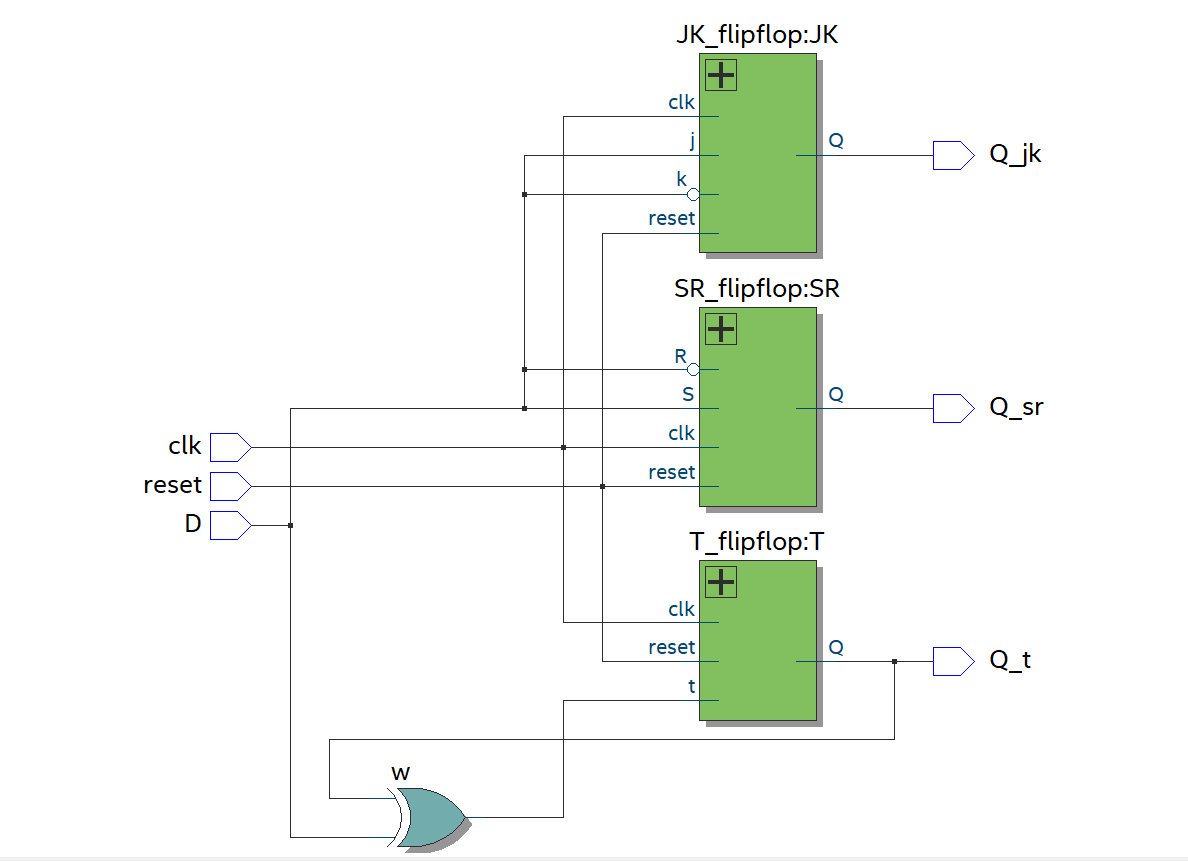 JK_flipflop:JK
clk
j
k
reset
Q
Q_jk
SR_flipflop:SR
R
S
clk
reset
Q
Q_sr
clk
reset
D
T_flipflop:T
clk
reset
t
Q
Q_t
w